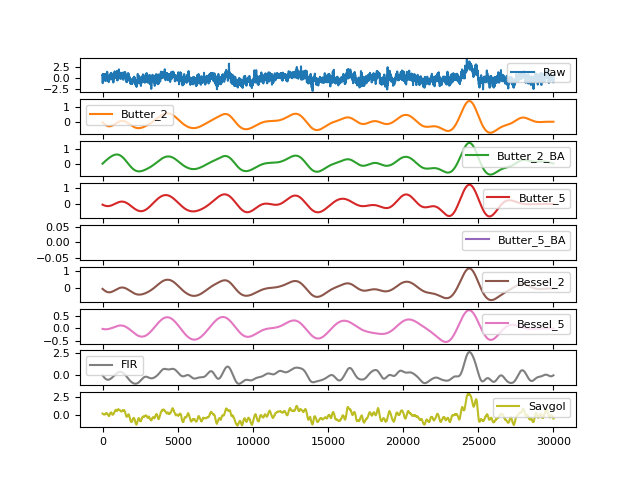 2.5
0.0
−2.5
Raw
1
0
Butter_2
1
0
Butter_2_BA
1
0
Butter_5
0.05
0.00
−0.05
Butter_5_BA
1
0
Bessel_2
0.5
0.0
−0.5
Bessel_5
2.5
0.0
FIR
2.5
0.0
Savgol
0 5000 10000 15000 20000 25000 30000